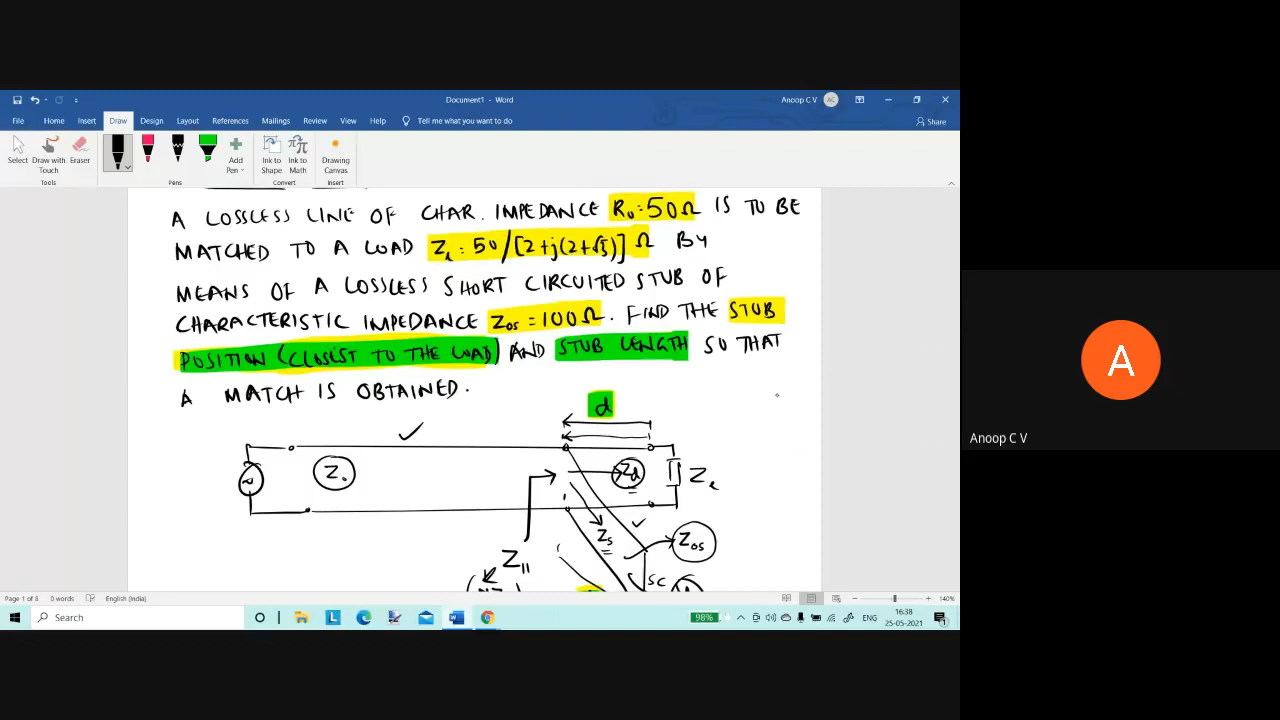 Document1 - Word
Anoop C V
AC
File Home Insert Draw Design Layout References Mailings Review View Help Tell me what you want to do
Share
Select Draw with Touch Eraser Add Pen Ink to Shape Ink to Math Drawing Canvas
Tools Pens Convert Insert
A LOSSLESS LINE OF CHAR. IMPEDANCE R0 = 50Ω IS TO BE
MATCHED TO A LOAD ZL = 50/[2+j(2+√3)] Ω BY
MEANS OF A LOSSLESS SHORT CIRCUITED STUB OF
CHARACTERISTIC IMPEDANCE Zos = 100Ω. FIND THE STUB
POSITION (CLOSEST TO THE LOAD) AND STUB LENGTH SO THAT
A MATCH IS OBTAINED.
d
Z0
Zd
ZL
Zs
Zos
Z11
SC
Page 1 of 8 0 words English (India) 140%
Search
98%
ENG
16:38
25-05-2021
A
Anoop C V